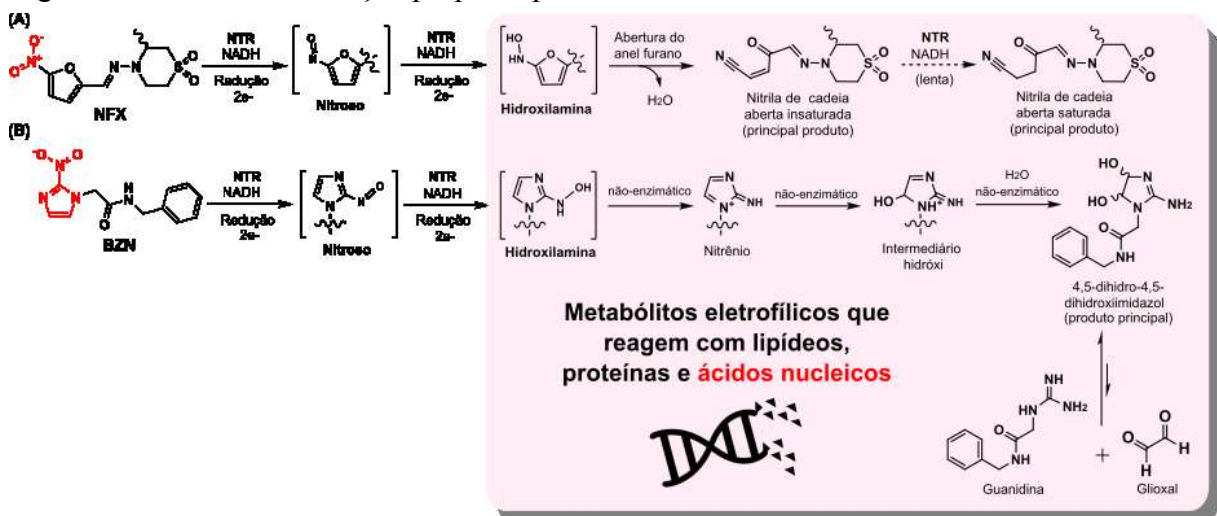 (A)
NTR
NADH
Redução
2e-
NFX
Nitroso
NTR
NADH
Redução
2e-
Hidroxilamina
Abertura do
anel furano
H2O
Nitrila de cadeia
aberta insaturada
(principal produto)
NTR
NADH
(lenta)
Nitrila de cadeia
aberta saturada
(principal produto)
(B)
BZN
NTR
NADH
Redução
2e-
Nitroso
NTR
NADH
Redução
2e-
Hidroxilamina
não-enzimático
Nitrênio
não-enzimático
Intermediário
hidróxi
H2O
não-enzimático
4,5-dihidro-4,5-
dihidroxiimidazol
(produto principal)
Metabólitos eletrofílicos que
reagem com lipídeos,
proteínas e ácidos nucleicos
Guanidina
+
Glioxal